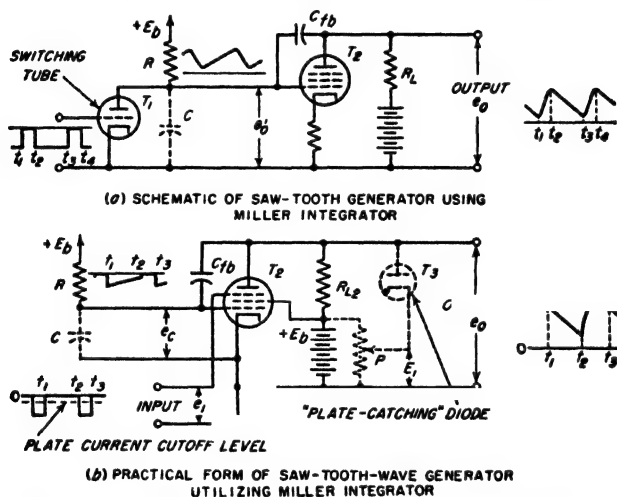 +E_b
C_fb
T_2
SWITCHING TUBE
R
T_1
C
e'_0
R_L
OUTPUT e_0
t_1 t_2 t_3 t_4
t_1 t_2 t_3 t_4
(a) SCHEMATIC OF SAW-TOOTH GENERATOR USING
MILLER INTEGRATOR
+E_b
R
t_1 t_2 t_3
C_fb
T_2
T_3
R_L2
C
e_c
+E_b
P
E_1
O
e_0
O
t_1 t_2 t_3
O
t_1 t_2 t_3
INPUT
e_1
"PLATE-CATCHING" DIODE
PLATE CURRENT CUTOFF LEVEL
(b) PRACTICAL FORM OF SAW-TOOTH-WAVE GENERATOR
UTILIZING MILLER INTEGRATOR